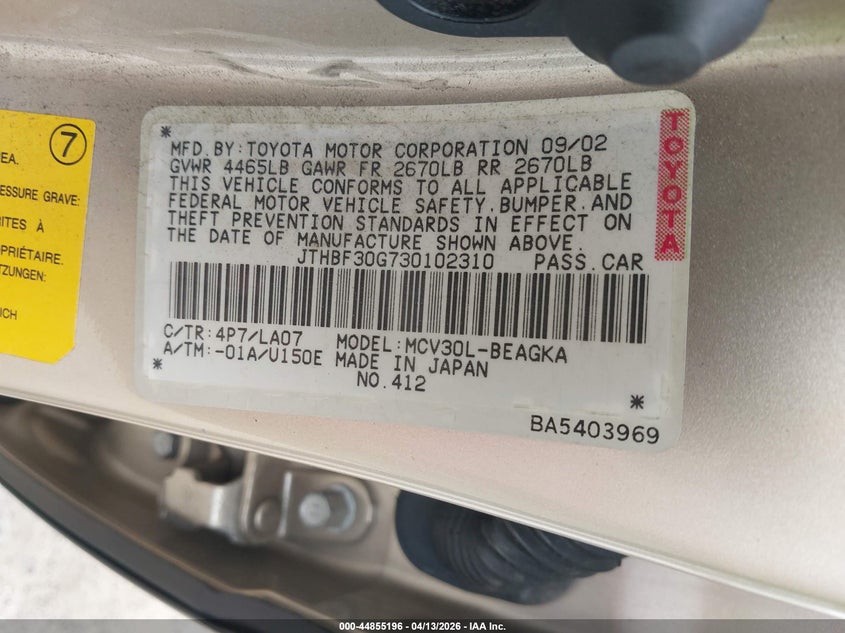 7
EA.
ESSURE GRAVE:
RITES À
PRIÉTAIRE.
TZUNGEN:
CH
MFD.BY:TOYOTA MOTOR CORPORATION 09/02
GVWR 4465LB GAWR FR 2670LB RR 2670LB
THIS VEHICLE CONFORMS TO ALL APPLICABLE
FEDERAL MOTOR VEHICLE SAFETY,BUMPER,AND
THEFT PREVENTION STANDARDS IN EFFECT ON
THE DATE OF MANUFACTURE SHOWN ABOVE.
JTHBF30G730102310 PASS.CAR
C/TR:4P7/LA07 MODEL:MCV30L-BEAGKA
A/TM:-01A/U150E MADE IN JAPAN
NO.412
BA5403969
TOYOTA
000-44855196 - 04/13/2026 - IAA Inc.